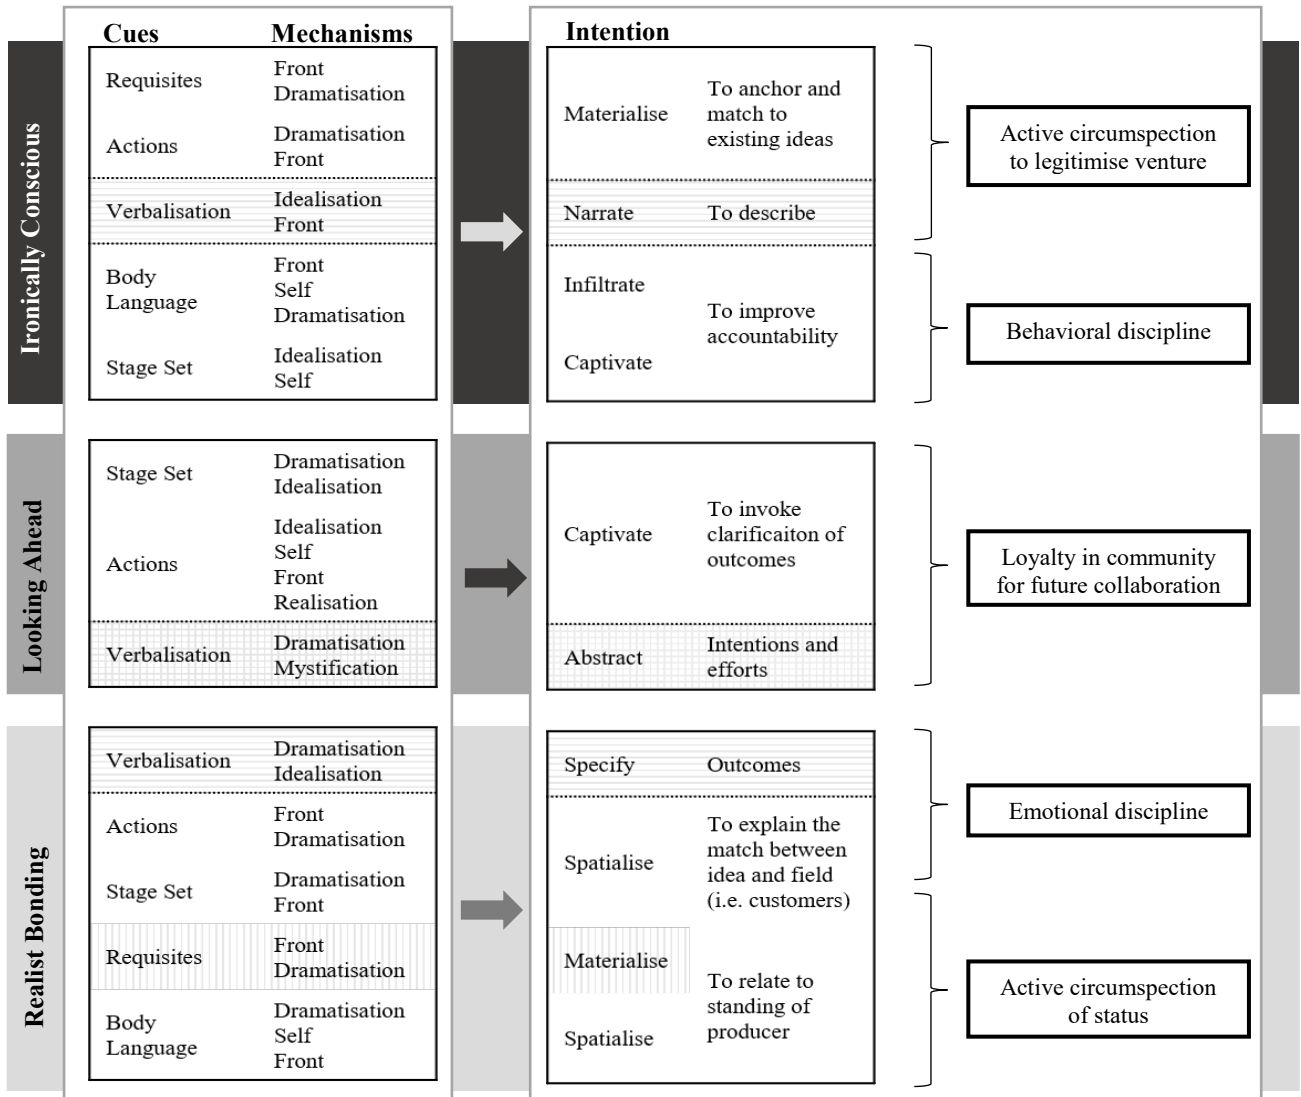 Cues Mechanisms
Intention
Ironically Conscious
Requisites
Front
Dramatisation
Actions
Dramatisation
Front
Verbalisation
Idealisation
Front
Body
Language
Front
Self
Dramatisation
Stage Set
Idealisation
Self
Materialise
To anchor and
match to
existing ideas
Narrate
To describe
Infiltrate
Captivate
To improve
accountability
Active circumspection
to legitimise venture
Behavioral discipline
Looking Ahead
Stage Set
Dramatisation
Idealisation
Actions
Idealisation
Self
Front
Realisation
Verbalisation
Dramatisation
Mystification
Captivate
To invoke
clarificaiton of
outcomes
Abstract
Intentions and
efforts
Loyalty in community
for future collaboration
Realist Bonding
Verbalisation
Dramatisation
Idealisation
Actions
Front
Dramatisation
Stage Set
Dramatisation
Front
Requisites
Front
Dramatisation
Body
Language
Dramatisation
Self
Front
Specify
Outcomes
Spatialise
To explain the
match between
idea and field
(i.e. customers)
Materialise
Spatialise
To relate to
standing of
producer
Emotional discipline
Active circumspection
of status